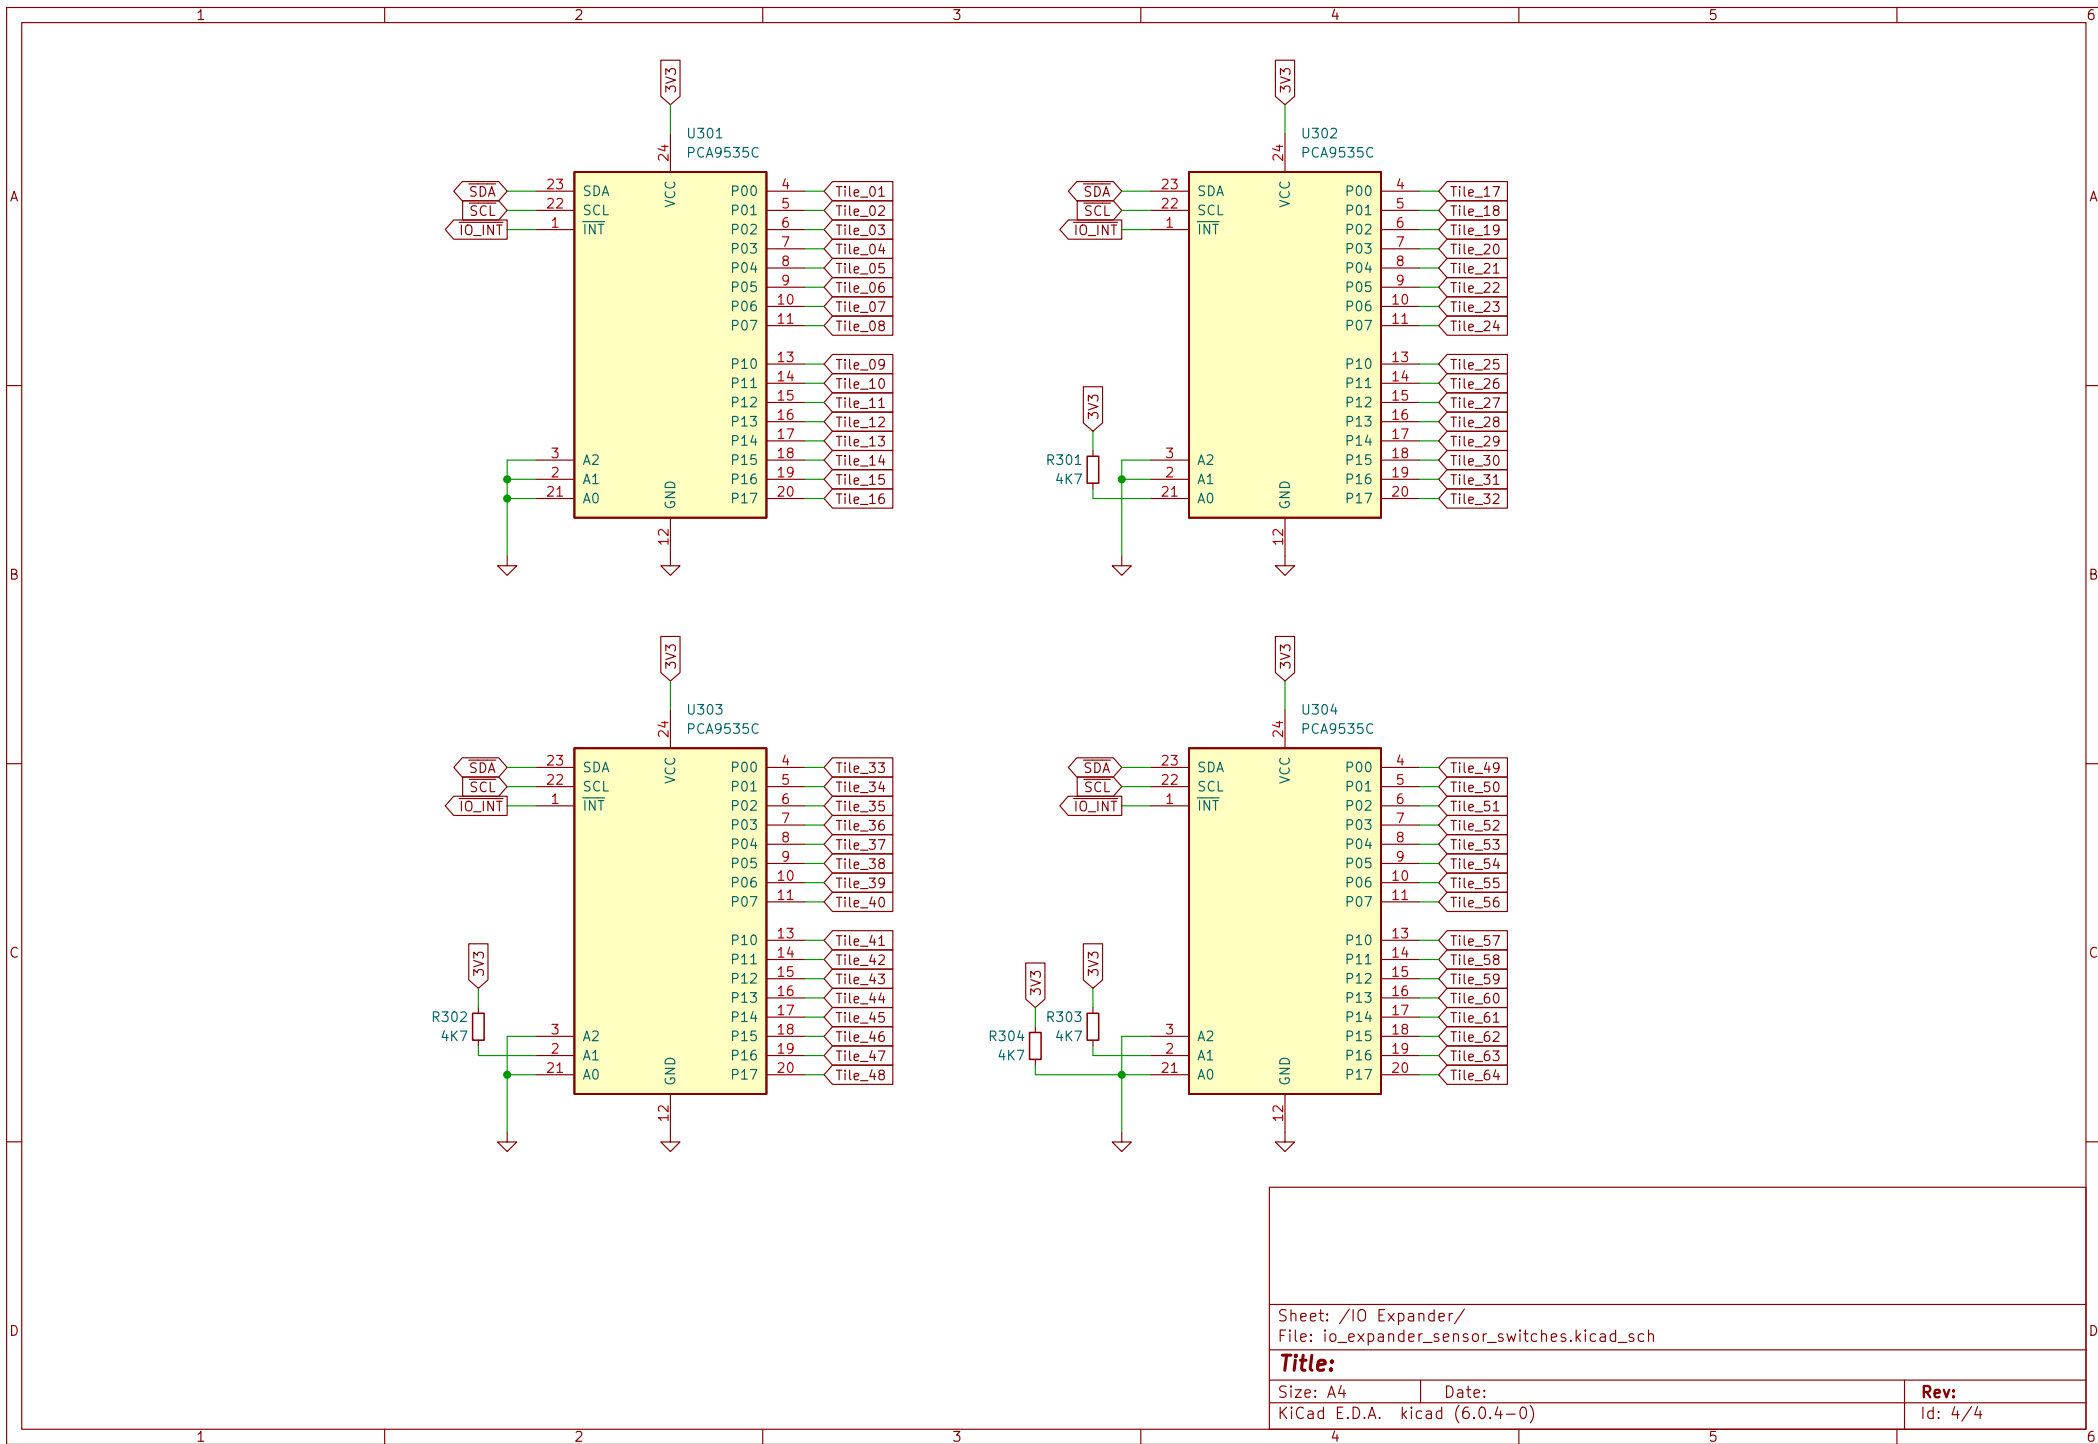 1 2 3 4 5 6
A
B
C
D
A
B
C
D
3V3
U301
PCA9535C
24
VCC
SDA 23 SDA
SCL 22 SCL
IO_INT 1 INT
P00 4 Tile_01
P01 5 Tile_02
P02 6 Tile_03
P03 7 Tile_04
P04 8 Tile_05
P05 9 Tile_06
P06 10 Tile_07
P07 11 Tile_08
P10 13 Tile_09
P11 14 Tile_10
P12 15 Tile_11
P13 16 Tile_12
P14 17 Tile_13
P15 18 Tile_14
P16 19 Tile_15
P17 20 Tile_16
3 A2
2 A1
21 A0
GND
12
3V3
U302
PCA9535C
24
VCC
SDA 23 SDA
SCL 22 SCL
IO_INT 1 INT
P00 4 Tile_17
P01 5 Tile_18
P02 6 Tile_19
P03 7 Tile_20
P04 8 Tile_21
P05 9 Tile_22
P06 10 Tile_23
P07 11 Tile_24
P10 13 Tile_25
P11 14 Tile_26
P12 15 Tile_27
P13 16 Tile_28
P14 17 Tile_29
P15 18 Tile_30
P16 19 Tile_31
P17 20 Tile_32
3V3
R301
4K7
3 A2
2 A1
21 A0
GND
12
3V3
U303
PCA9535C
24
VCC
SDA 23 SDA
SCL 22 SCL
IO_INT 1 INT
P00 4 Tile_33
P01 5 Tile_34
P02 6 Tile_35
P03 7 Tile_36
P04 8 Tile_37
P05 9 Tile_38
P06 10 Tile_39
P07 11 Tile_40
P10 13 Tile_41
P11 14 Tile_42
P12 15 Tile_43
P13 16 Tile_44
P14 17 Tile_45
P15 18 Tile_46
P16 19 Tile_47
P17 20 Tile_48
3V3
R302
4K7
3 A2
2 A1
21 A0
GND
12
3V3
U304
PCA9535C
24
VCC
SDA 23 SDA
SCL 22 SCL
IO_INT 1 INT
P00 4 Tile_49
P01 5 Tile_50
P02 6 Tile_51
P03 7 Tile_52
P04 8 Tile_53
P05 9 Tile_54
P06 10 Tile_55
P07 11 Tile_56
P10 13 Tile_57
P11 14 Tile_58
P12 15 Tile_59
P13 16 Tile_60
P14 17 Tile_61
P15 18 Tile_62
P16 19 Tile_63
P17 20 Tile_64
3V3
3V3
R303
4K7
R304
4K7
3 A2
2 A1
21 A0
GND
12
Sheet: /IO Expander/
File: io_expander_sensor_switches.kicad_sch
Title:
Size: A4 Date: Rev:
KiCad E.D.A. kicad (6.0.4-0) Id: 4/4
1 2 3 4 5 6